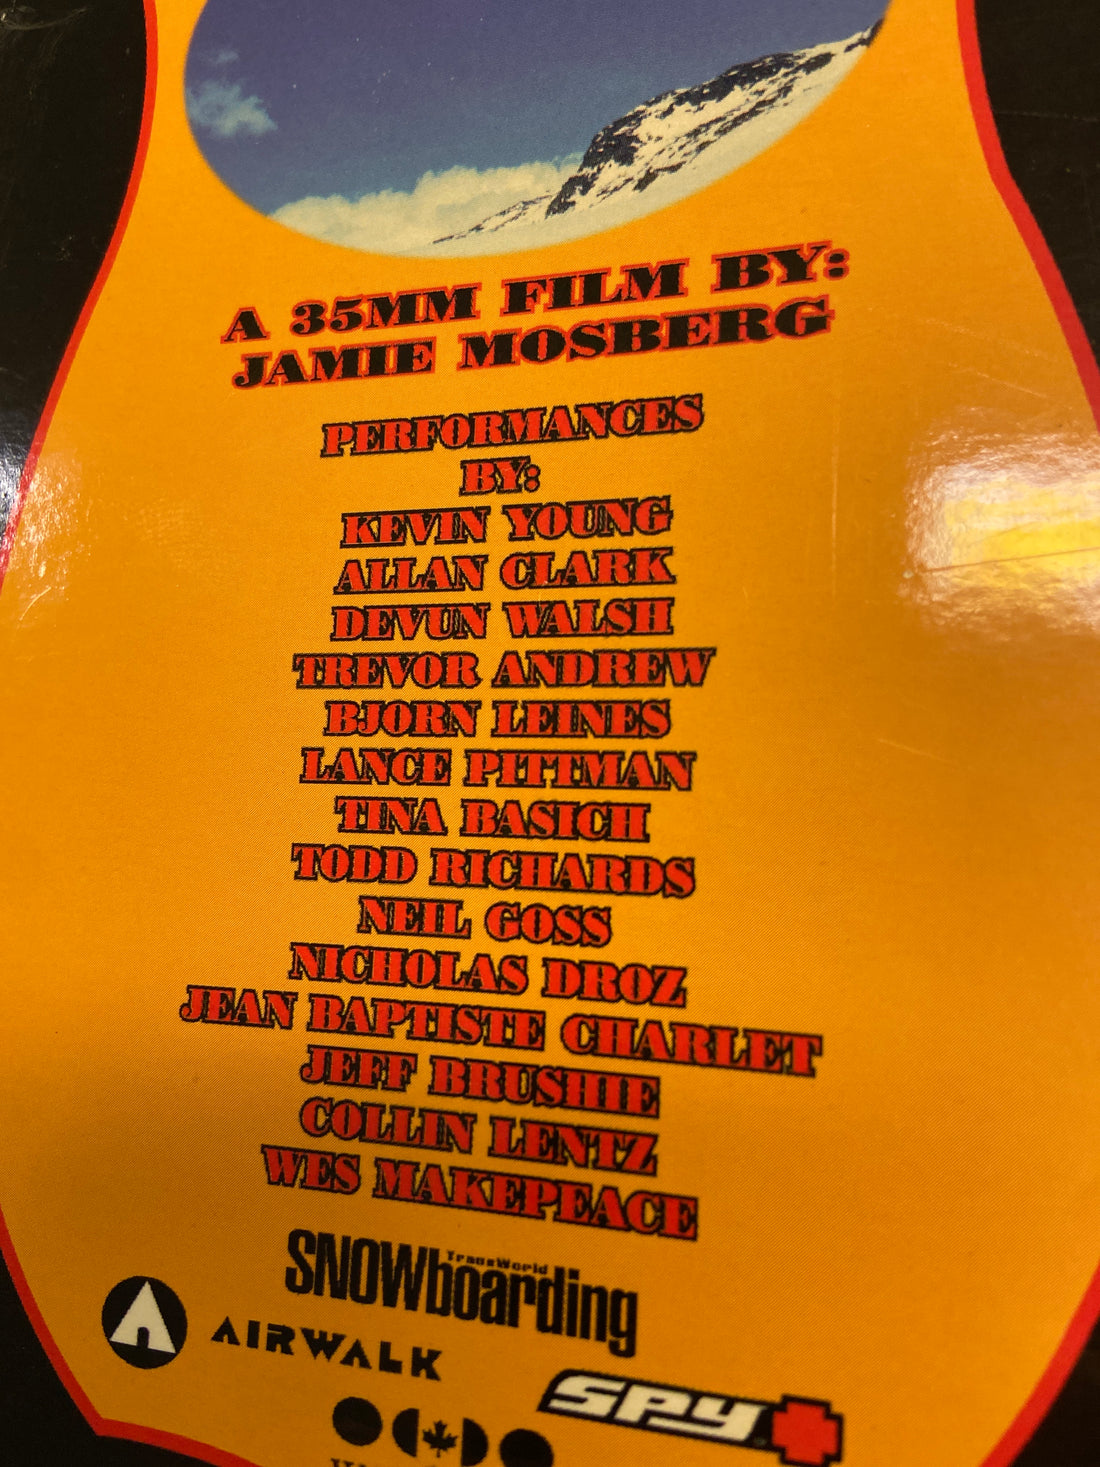 A 35MM FILM BY:
JAMIE MOSBERG
PERFORMANCES
BY:
KEVIN YOUNG
ALLAN CLARK
DEVUN WALSH
TREVOR ANDREW
BJORN LEINES
LANCE PITTMAN
TINA BASICH
TODD RICHARDS
NEIL GOSS
NICHOLAS DROZ
JEAN BAPTISTE CHARLET
JEFF BRUSHIE
COLLIN LENTZ
WES MAKEPEACE
TransWorld
SNOWboarding
AIRWALK
SPY